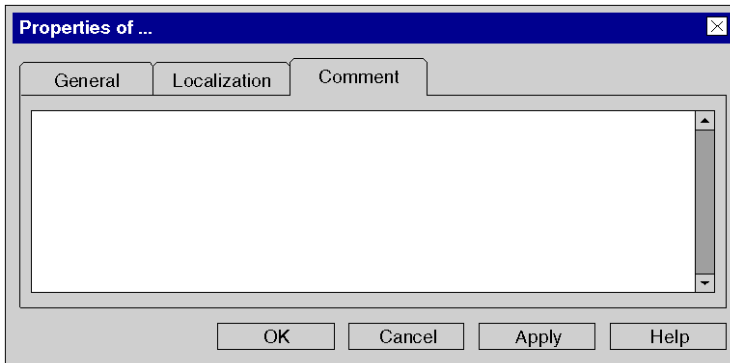 Properties of ...
General Localization Comment
OK Cancel Apply Help